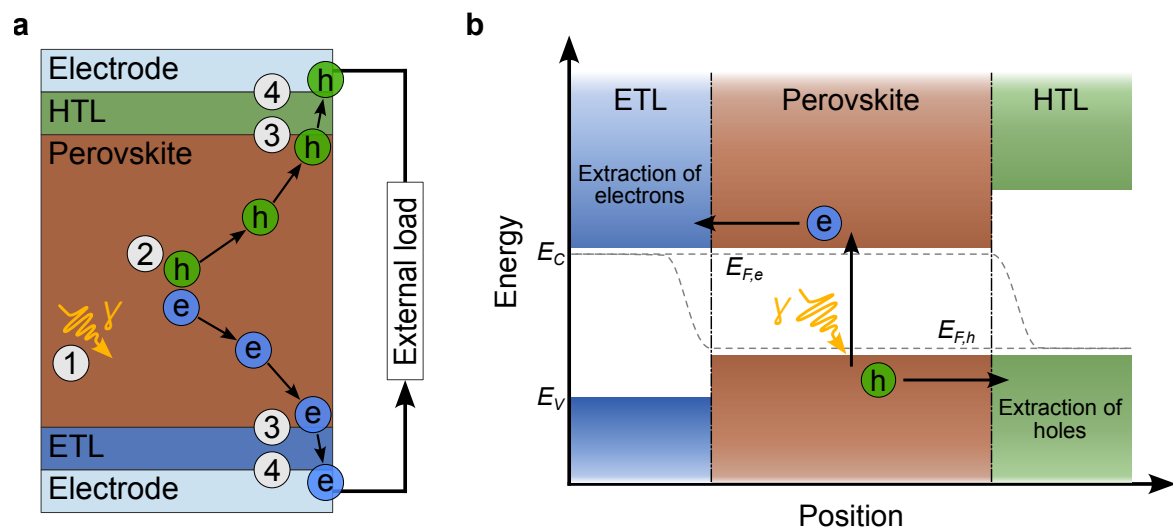 a
Electrode
4
h
HTL
3
h
Perovskite
h
2
h
e
γ
1
e
e
3
ETL
4
Electrode
e
External load
b
Energy
ETL
Perovskite
HTL
Extraction of
electrons
e
E_C
E_F,e
γ
E_F,h
h
E_V
Extraction of
holes
Position